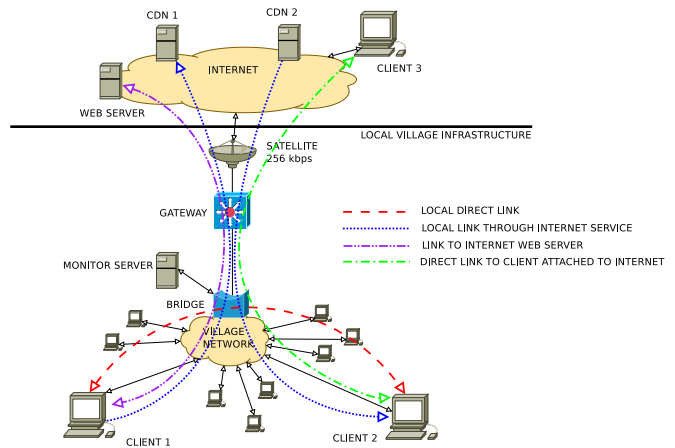 CDN 1
CDN 2
INTERNET
CLIENT 3
WEB SERVER
LOCAL VILLAGE INFRASTRUCTURE
SATELLITE
256 kbps
GATEWAY
LOCAL DIRECT LINK
LOCAL LINK THROUGH INTERNET SERVICE
LINK TO INTERNET WEB SERVER
DIRECT LINK TO CLIENT ATTACHED TO INTERNET
MONITOR SERVER
BRIDGE
VILLAGE
NETWORK
CLIENT 1
CLIENT 2